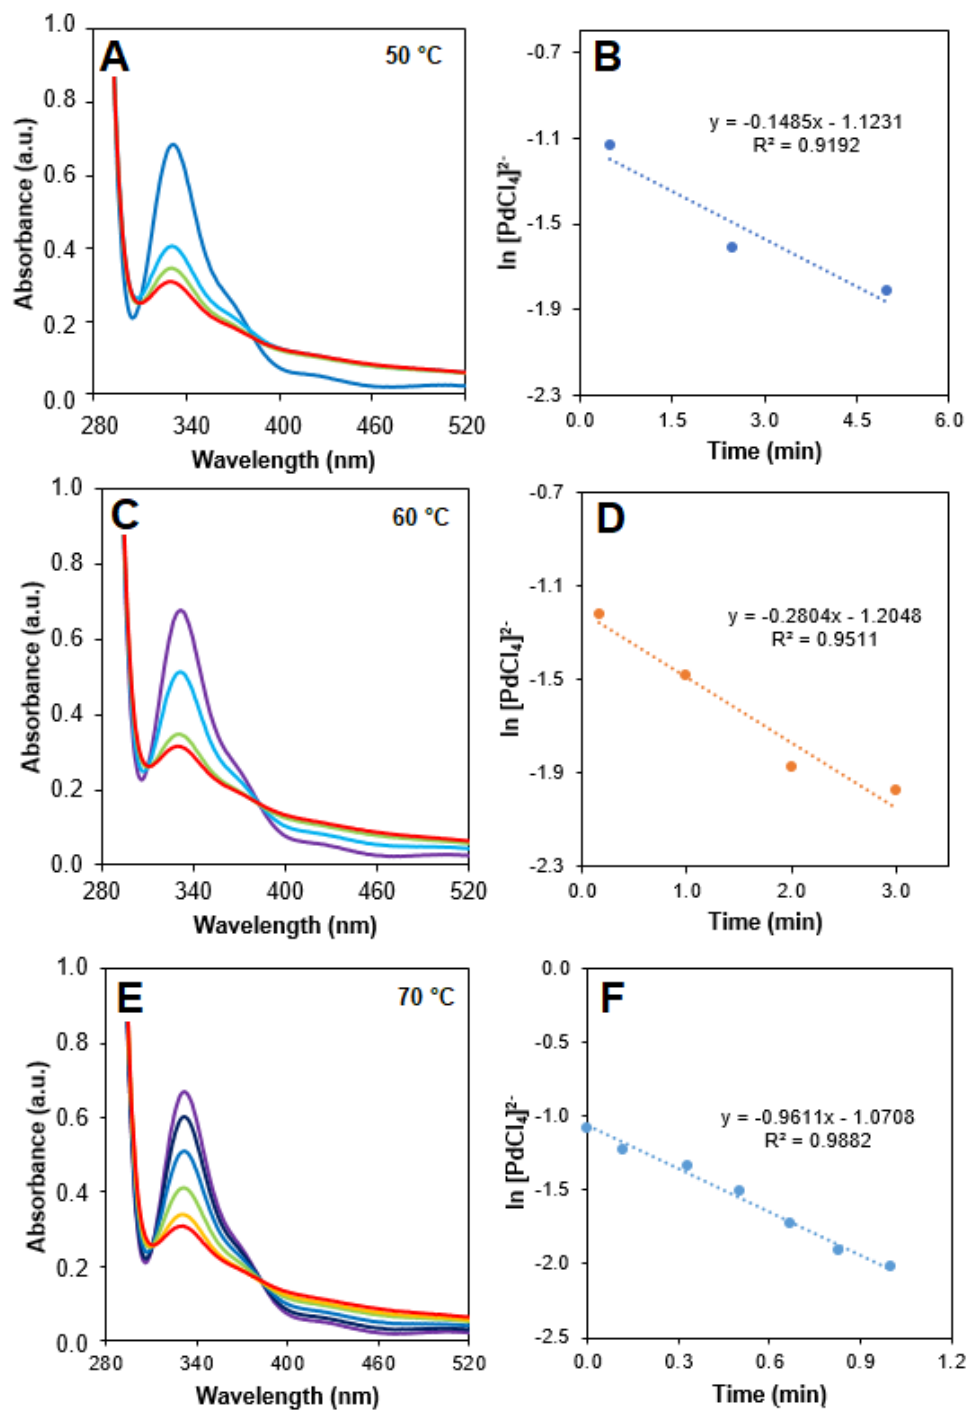 A
50 °C
Absorbance (a.u.)
1.0
0.8
0.6
0.4
0.2
0.0
280 340 400 460 520
Wavelength (nm)
B
y = -0.1485x - 1.1231
R² = 0.9192
ln [PdCl₄]²⁻
-0.7
-1.1
-1.5
-1.9
-2.3
0.0 1.5 3.0 4.5 6.0
Time (min)
C
60 °C
Absorbance (a.u.)
1.0
0.8
0.6
0.4
0.2
0.0
280 340 400 460 520
Wavelength (nm)
D
y = -0.2804x - 1.2048
R² = 0.9511
ln [PdCl₄]²⁻
-0.7
-1.1
-1.5
-1.9
-2.3
0.0 1.0 2.0 3.0
Time (min)
E
70 °C
Absorbance (a.u.)
1.0
0.8
0.6
0.4
0.2
0.0
280 340 400 460 520
Wavelength (nm)
F
y = -0.9611x - 1.0708
R² = 0.9882
ln [PdCl₄]²⁻
0.0
-0.5
-1.0
-1.5
-2.0
-2.5
0.0 0.3 0.6 0.9 1.2
Time (min)